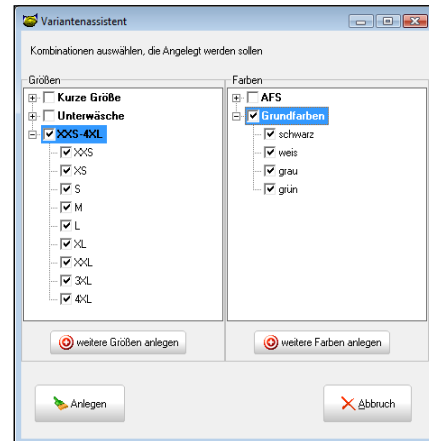 Variantenassistent
Kombinationen auswählen, die Angelegt werden sollen
Größen
Kurze Größe
Unterwäsche
XXS-4XL
XXS
XS
S
M
L
XL
XXL
3XL
4XL
weitere Größen anlegen
Farben
AFS
Grundfarben
schwarz
weis
grau
grün
weitere Farben anlegen
Anlegen
Abbruch